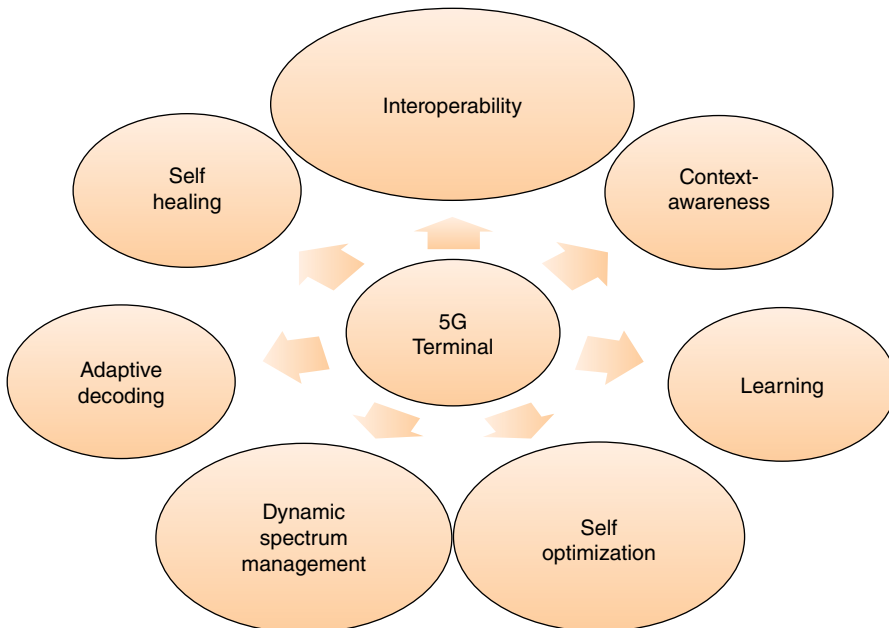 Interoperability
Self
healing
Context-
awareness
5G
Terminal
Adaptive
decoding
Learning
Dynamic
spectrum
management
Self
optimization